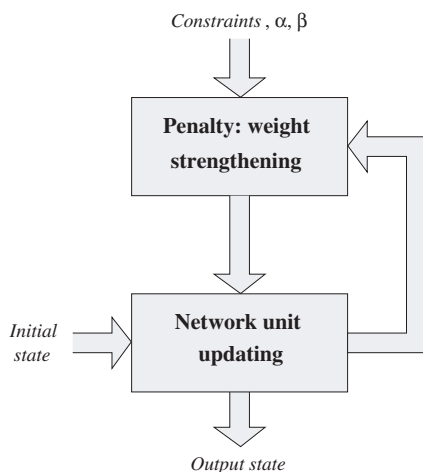 Constraints , α, β
Penalty: weight
strengthening
Initial
state
Network unit
updating
Output state